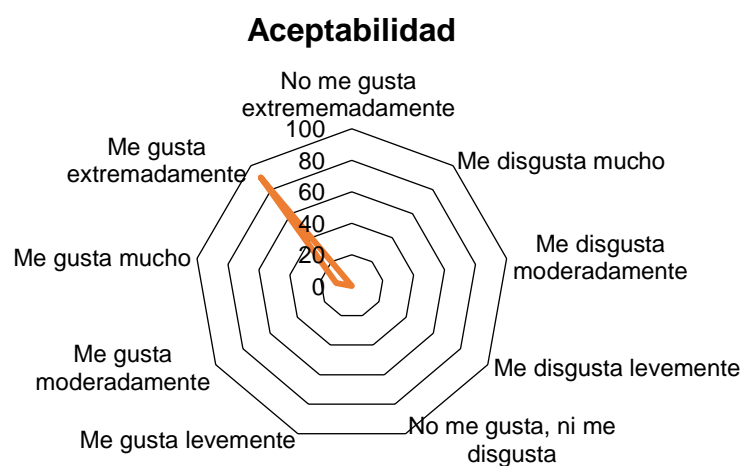 Aceptabilidad
No me gusta
extrememadamente
Me disgusta mucho
Me disgusta
moderadamente
Me disgusta levemente
No me gusta, ni me
disgusta
Me gusta levemente
Me gusta
moderadamente
Me gusta mucho
Me gusta
extremadamente
100
80
60
40
20
0